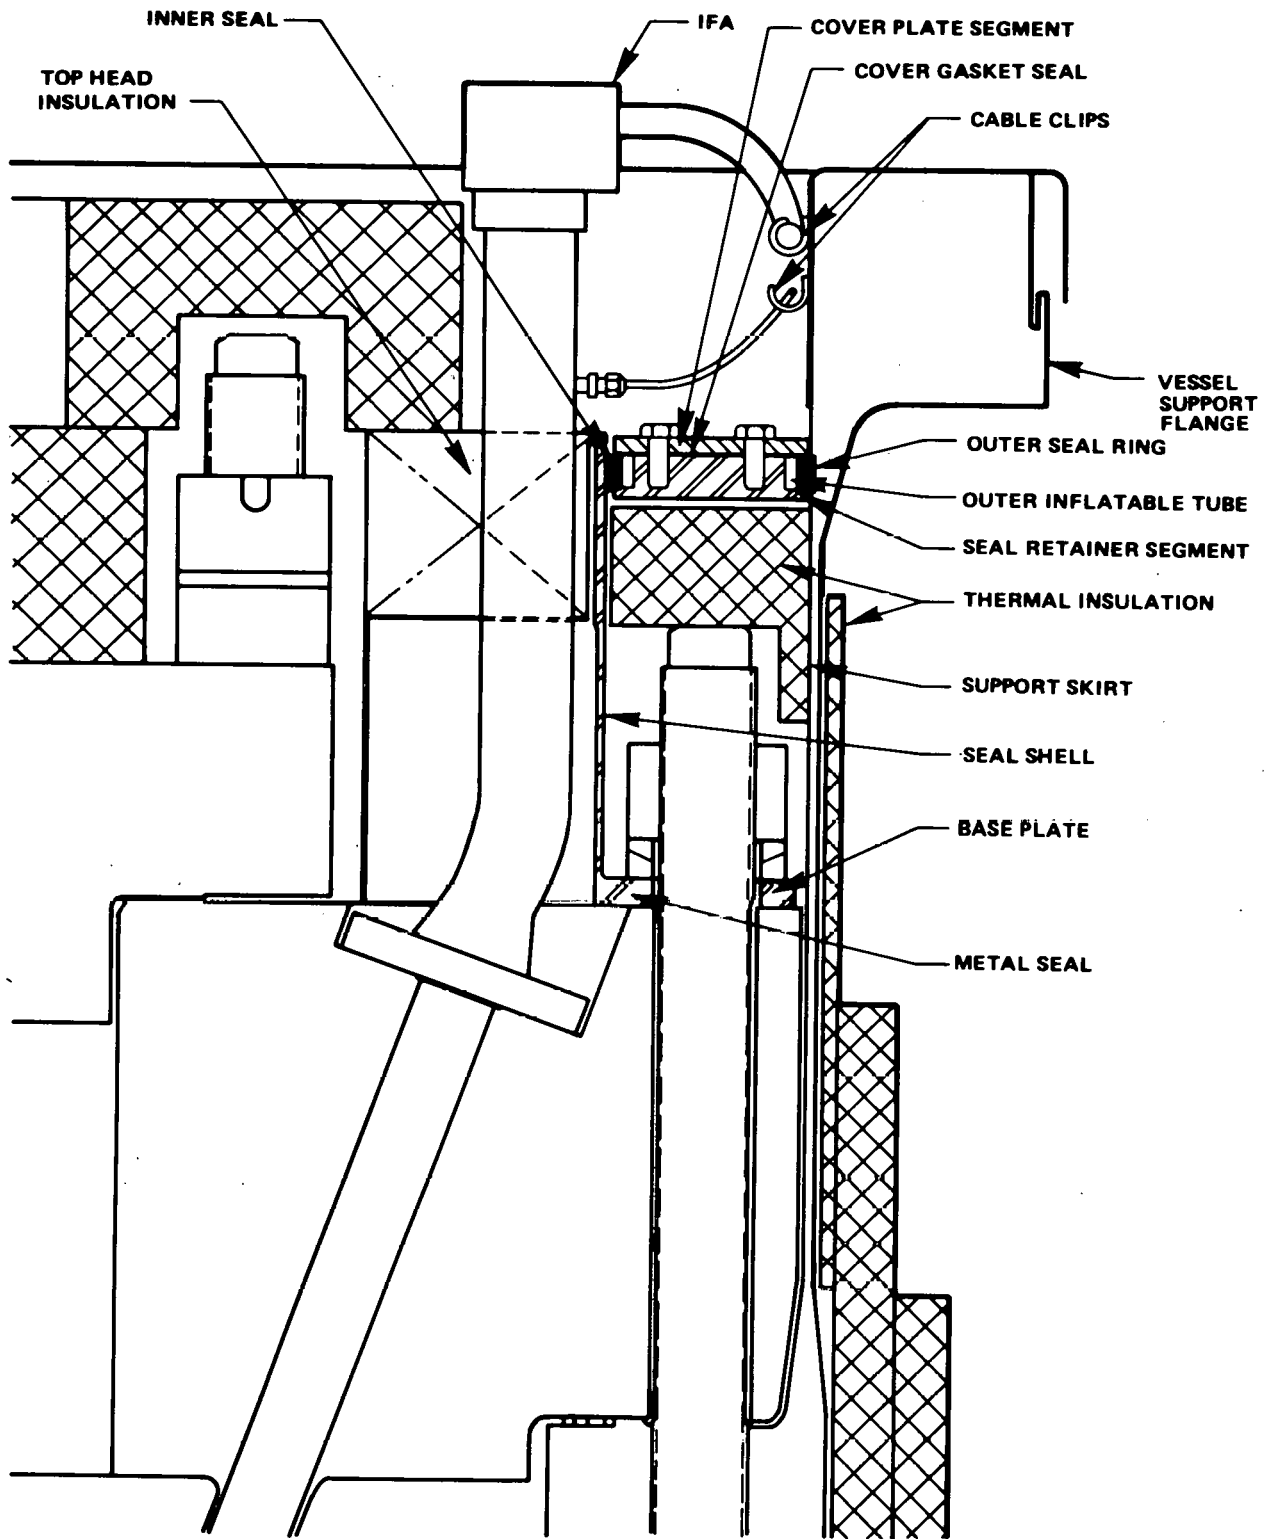 INNER SEAL
IFA
COVER PLATE SEGMENT
TOP HEAD
INSULATION
COVER GASKET SEAL
CABLE CLIPS
VESSEL
SUPPORT
FLANGE
OUTER SEAL RING
OUTER INFLATABLE TUBE
SEAL RETAINER SEGMENT
THERMAL INSULATION
SUPPORT SKIRT
SEAL SHELL
BASE PLATE
METAL SEAL